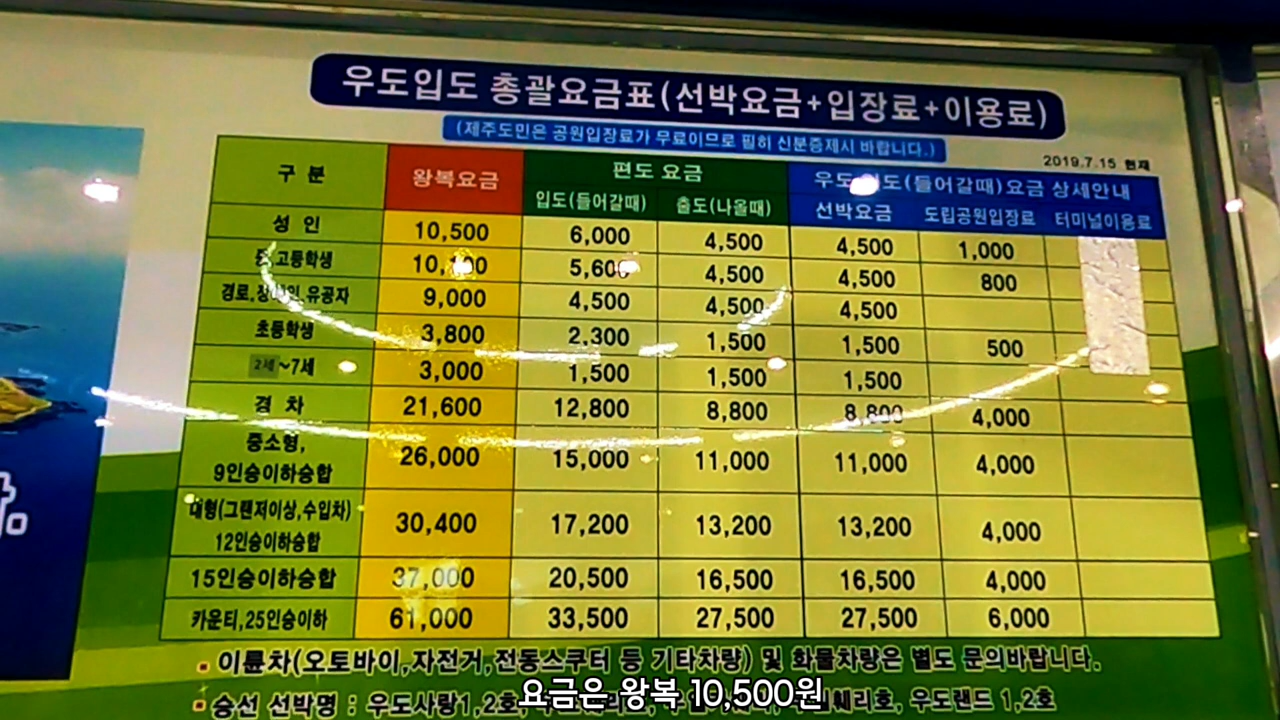 우도입도 총괄요금표(선박요금+입장료+이용료)
(제주도민은 공원입장료가 무료이므로 필히 신분증제시 바랍니다.)
2019.7.15 현재
구 분 왕복요금 편도 요금 요금 상세안내
입도(들어갈때) 출도(나올때) 선박요금 도립공원입장료 터미널이용료
성 인 10,500 6,000 4,500 4,500 1,000
고등학생 4,500 4,500 800
경로, 유공자 9,000 4,500 4,500 4,500
초등학생 3,800 2,300 1,500 1,500 500
2세~7세 3,000 1,500 1,500 1,500
경 차 21,600 12,800 8,800 8,800 4,000
중소형,
9인승이하승합 26,000 15,000 11,000 11,000 4,000
대형(그랜저이상,수입차)
12인승이하승합 30,400 17,200 13,200 13,200 4,000
15인승이하승합 37,000 20,500 16,500 16,500 4,000
카운티,25인승이하 61,000 33,500 27,500 27,500 6,000
이륜차(오토바이,자전거,전동스쿠터 등 기타차량) 및 화물차량은 별도 문의바랍니다.
승선 선박명 : 우도사랑1,2호, 우도랜드 1,2호
요금은 왕복 10,500원